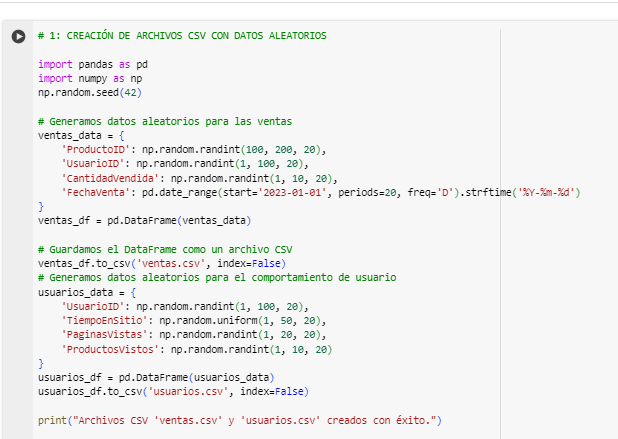 # 1: CREACIÓN DE ARCHIVOS CSV CON DATOS ALEATORIOS
import pandas as pd
import numpy as np
np.random.seed(42)
# Generamos datos aleatorios para las ventas
ventas_data = {
    'ProductoID': np.random.randint(100, 200, 20),
    'UsuarioID': np.random.randint(1, 100, 20),
    'CantidadVendida': np.random.randint(1, 10, 20),
    'FechaVenta': pd.date_range(start='2023-01-01', periods=20, freq='D').strftime('%Y-%m-%d')
}
ventas_df = pd.DataFrame(ventas_data)
# Guardamos el DataFrame como un archivo CSV
ventas_df.to_csv('ventas.csv', index=False)
# Generamos datos aleatorios para el comportamiento de usuario
usuarios_data = {
    'UsuarioID': np.random.randint(1, 100, 20),
    'TiempoEnSitio': np.random.uniform(1, 50, 20),
    'PaginasVistas': np.random.randint(1, 20, 20),
    'ProductosVistos': np.random.randint(1, 10, 20)
}
usuarios_df = pd.DataFrame(usuarios_data)
usuarios_df.to_csv('usuarios.csv', index=False)
print("Archivos CSV 'ventas.csv' y 'usuarios.csv' creados con éxito.")